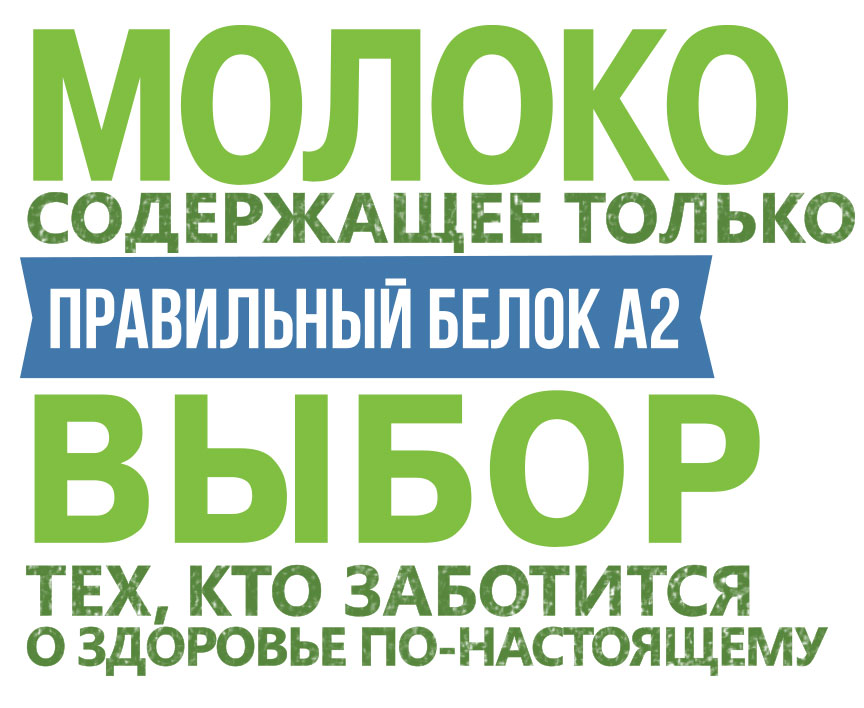 МОЛОКО
СОДЕРЖАЩЕЕ ТОЛЬКО
ПРАВИЛЬНЫЙ БЕЛОК А2
ВЫБОР
ТЕХ, КТО ЗАБОТИТСЯ
О ЗДОРОВЬЕ ПО-НАСТОЯЩЕМУ